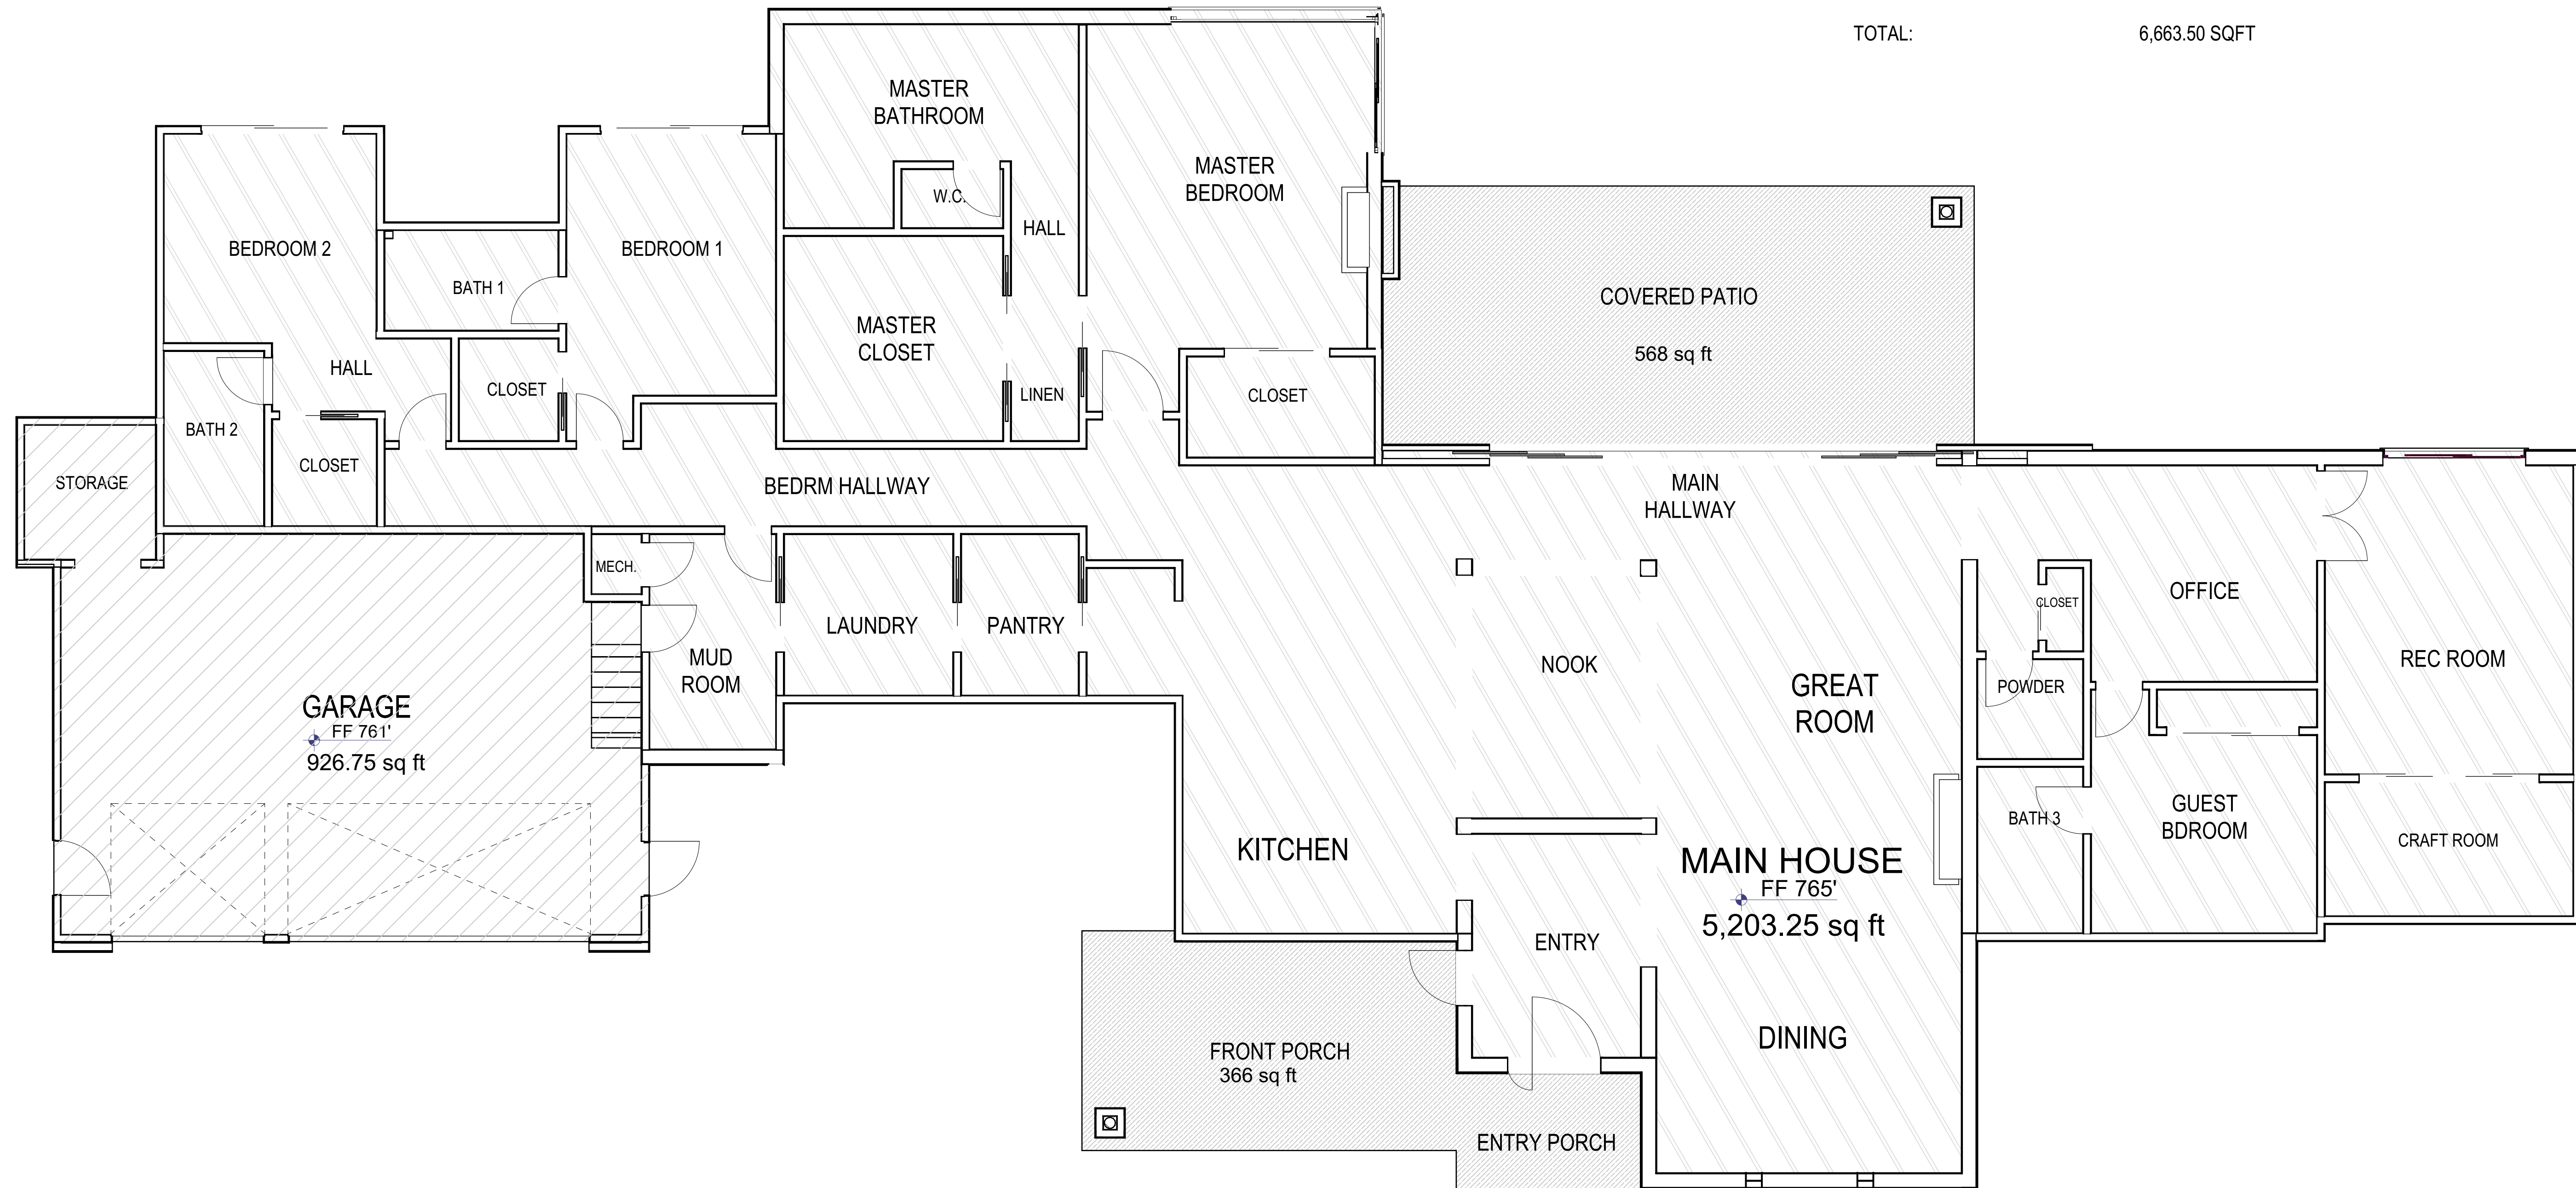 TOTAL: 6,663.50 SQFT
MASTER
BATHROOM
W.C.
HALL
MASTER
BEDROOM
BEDROOM 2
BATH 1
BEDROOM 1
MASTER
CLOSET
LINEN
CLOSET
COVERED PATIO
568 sq ft
HALL
CLOSET
BATH 2
CLOSET
STORAGE
BEDRM HALLWAY
MAIN
HALLWAY
MECH.
LAUNDRY
PANTRY
MUD
ROOM
NOOK
GREAT
ROOM
CLOSET
POWDER
OFFICE
REC ROOM
GARAGE
FF 761'
926.75 sq ft
KITCHEN
MAIN HOUSE
FF 765'
5,203.25 sq ft
BATH 3
GUEST
BDROOM
CRAFT ROOM
ENTRY
DINING
FRONT PORCH
366 sq ft
ENTRY PORCH